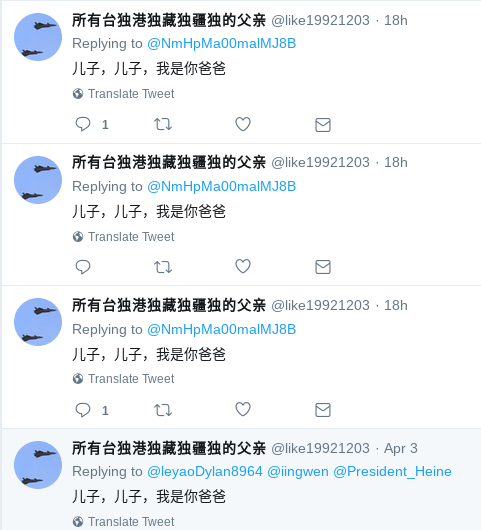 所有台独港独藏独疆独的父亲 @like19921203 · 18h
Replying to @NmHpMa00malMJ8B
儿子，儿子，我是你爸爸
Translate Tweet
1
所有台独港独藏独疆独的父亲 @like19921203 · 18h
Replying to @NmHpMa00malMJ8B
儿子，儿子，我是你爸爸
Translate Tweet
所有台独港独藏独疆独的父亲 @like19921203 · 18h
Replying to @NmHpMa00malMJ8B
儿子，儿子，我是你爸爸
Translate Tweet
1
所有台独港独藏独疆独的父亲 @like19921203 · Apr 3
Replying to @leyaoDylan8964 @iingwen @President_Heine
儿子，儿子，我是你爸爸
Translate Tweet